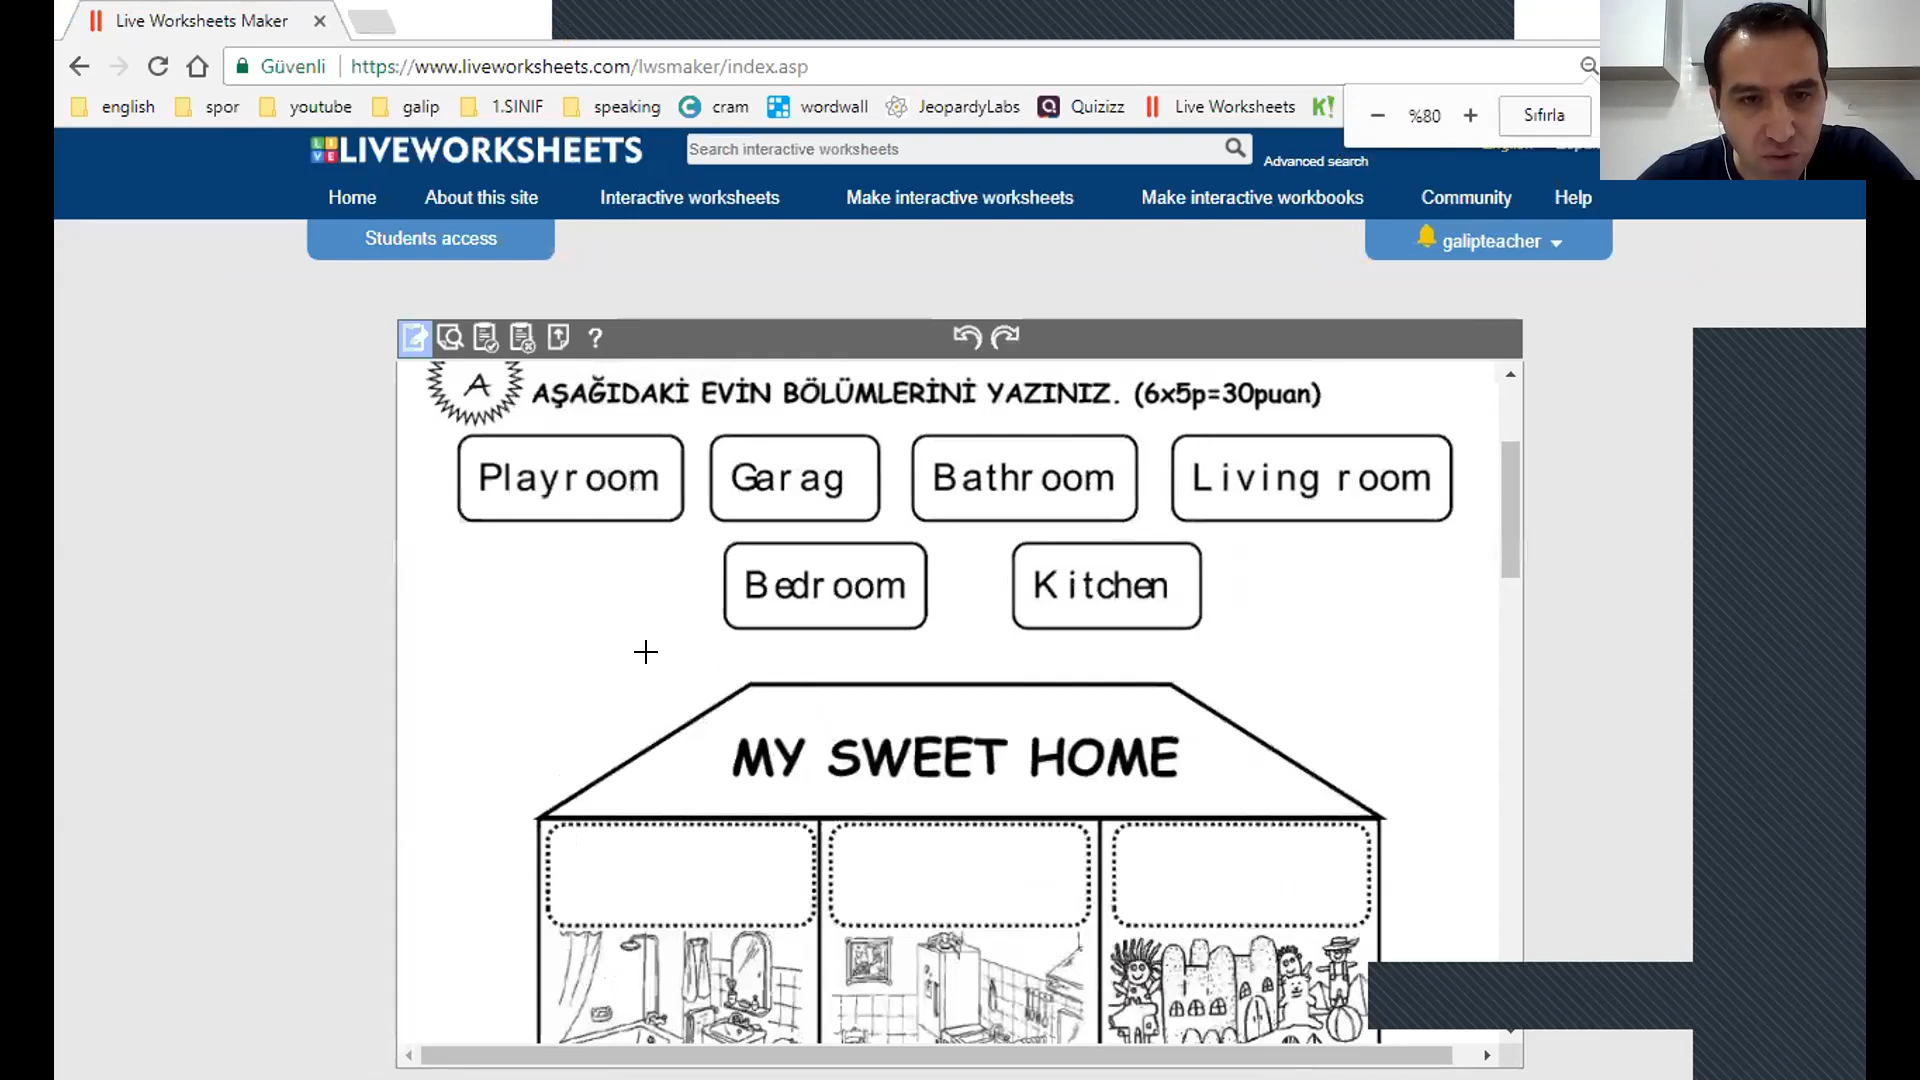 Live Worksheets Maker
Güvenli https://www.liveworksheets.com/lwsmaker/index.asp
english spor youtube galip 1.SINIF speaking cram wordwall JeopardyLabs Quizizz Live Worksheets K! − %80 + Sıfırla
LIVE LIVEWORKSHEETS Search interactive worksheets Advanced search
Home About this site Interactive worksheets Make interactive worksheets Make interactive workbooks Community Help
Students access galipteacher
?
A AŞAĞIDAKİ EVİN BÖLÜMLERİNİ YAZINIZ. (6x5p=30puan)
Playroom Garag Bathroom Living room
Bedroom Kitchen
MY SWEET HOME